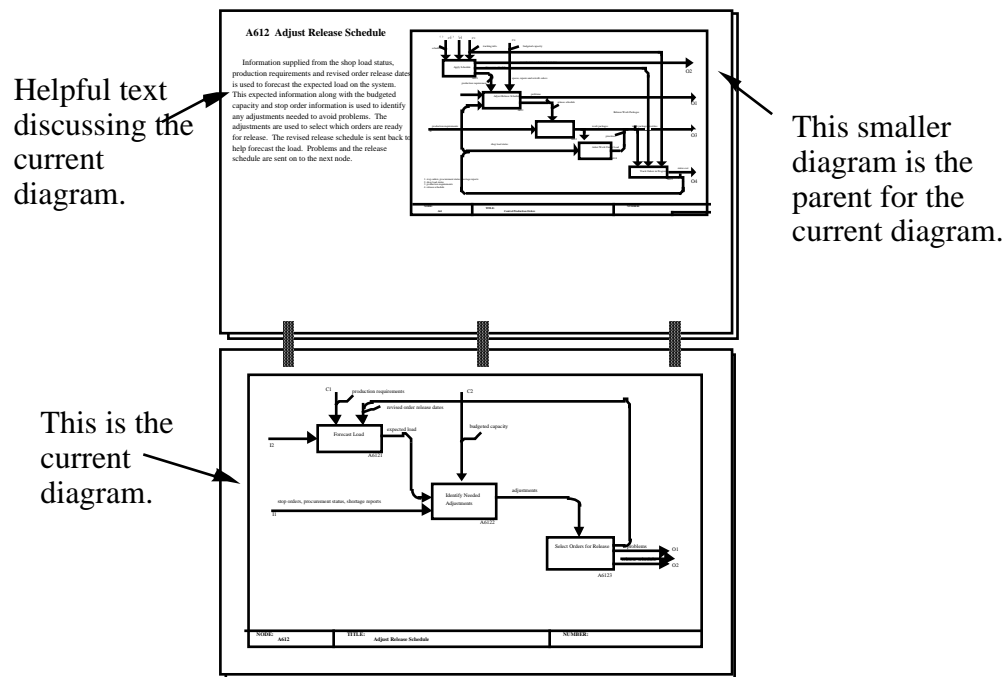 A612 Adjust Release Schedule
Information supplied from the shop load status,
production requirements and revised order release dates
is used to forecast the expected load on the system.
This expected information along with the budgeted
capacity and stop order information is used to identify
any adjustments needed to avoid problems. The
adjustments are used to select which orders are ready
for release. The revised release schedule is sent back to
help forecast the load. Problems and the release
schedule are sent on to the next node.
Helpful text
discussing the
current
diagram.
This smaller
diagram is the
parent for the
current diagram.
O2
O1
O3
O4
TITLE:
This is the
current
diagram.
C1
production requirements
C2
revised order release dates
budgeted capacity
Forecast Load
expected load
I2
A6121
Identify Needed
Adjustments
adjustments
stop orders, procurement status, shortage reports
I1
A6122
Select Orders for Release
problems
O1
O2
A6123
NODE:
A612
TITLE:
Adjust Release Schedule
NUMBER: